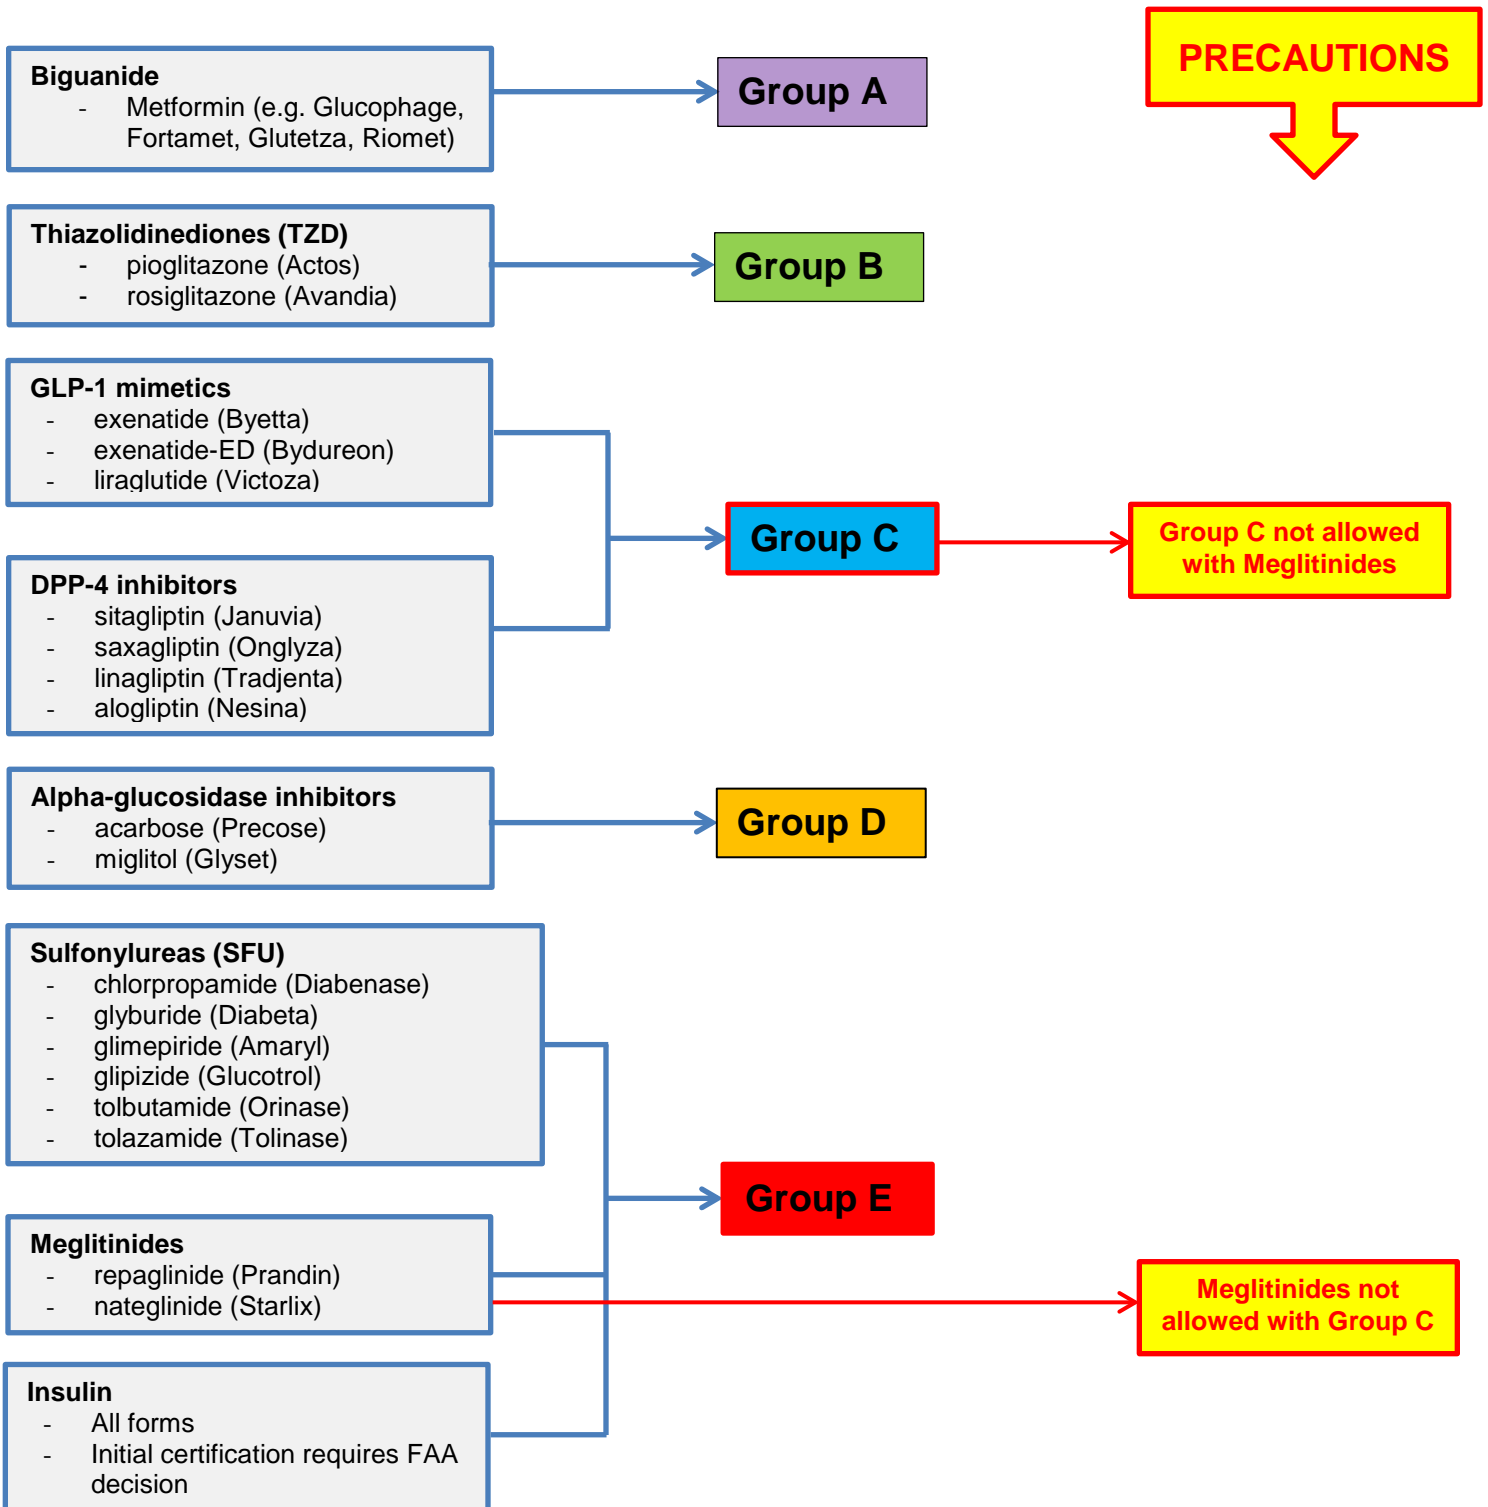 PRECAUTIONS
Biguanide
- Metformin (e.g. Glucophage,
Fortamet, Glutetza, Riomet)
Group A
Thiazolidinediones (TZD)
- pioglitazone (Actos)
- rosiglitazone (Avandia)
Group B
GLP-1 mimetics
- exenatide (Byetta)
- exenatide-ED (Bydureon)
- liraglutide (Victoza)
Group C
Group C not allowed
with Meglitinides
DPP-4 inhibitors
- sitagliptin (Januvia)
- saxagliptin (Onglyza)
- linagliptin (Tradjenta)
- alogliptin (Nesina)
Alpha-glucosidase inhibitors
- acarbose (Precose)
- miglitol (Glyset)
Group D
Sulfonylureas (SFU)
- chlorpropamide (Diabenase)
- glyburide (Diabeta)
- glimepiride (Amaryl)
- glipizide (Glucotrol)
- tolbutamide (Orinase)
- tolazamide (Tolinase)
Group E
Meglitinides
- repaglinide (Prandin)
- nateglinide (Starlix)
Meglitinides not
allowed with Group C
Insulin
- All forms
- Initial certification requires FAA
decision